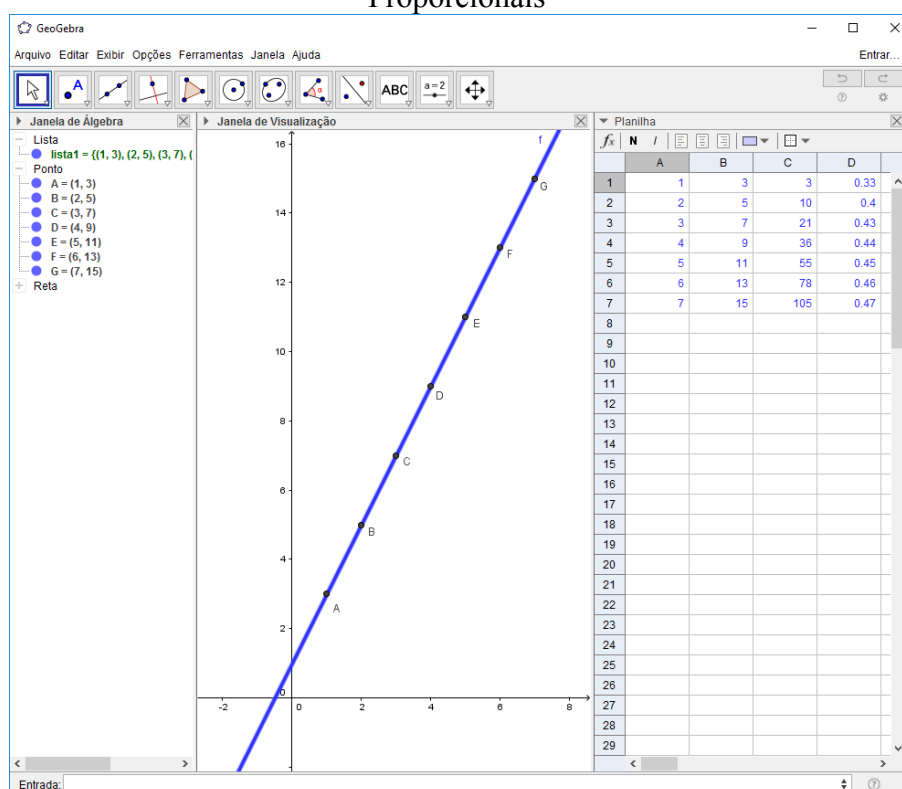 Proporcionais
GeoGebra
Arquivo Editar Exibir Opções Ferramentas Janela Ajuda Entrar...
A ABC a = 2
Janela de Álgebra
Lista
lista1 = {(1, 3), (2, 5), (3, 7), (
Ponto
A = (1, 3)
B = (2, 5)
C = (3, 7)
D = (4, 9)
E = (5, 11)
F = (6, 13)
G = (7, 15)
Reta
Janela de Visualização
f
16
G
14
F
12
E
10
D
8
C
6
B
4
A
2
0
-2 0 2 4 6 8
Planilha
fx N I
A B C D
1 1 3 3 0.33
2 2 5 10 0.4
3 3 7 21 0.43
4 4 9 36 0.44
5 5 11 55 0.45
6 6 13 78 0.46
7 7 15 105 0.47
8
9
10
11
12
13
14
15
16
17
18
19
20
21
22
23
24
25
26
27
28
29
Entrada: